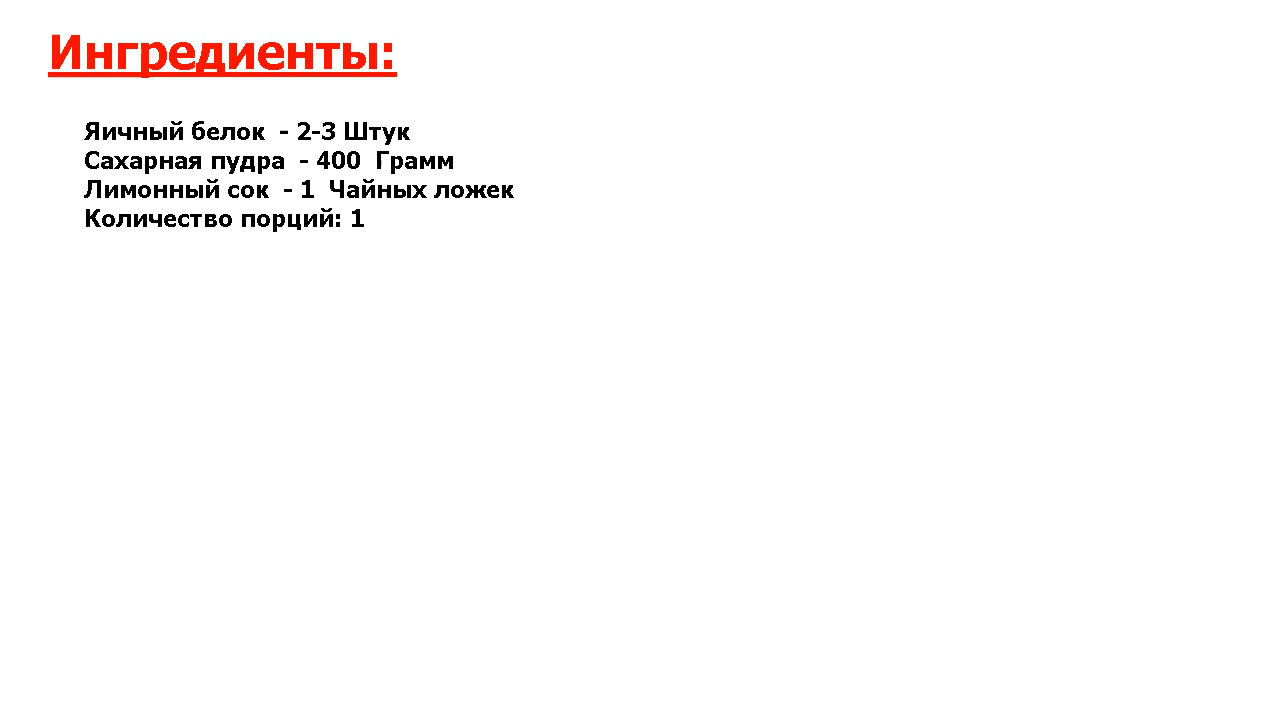 Ингредиенты:
Яичный белок  - 2-3 Штук
Сахарная пудра  - 400  Грамм
Лимонный сок  - 1  Чайных ложек
Количество порций: 1